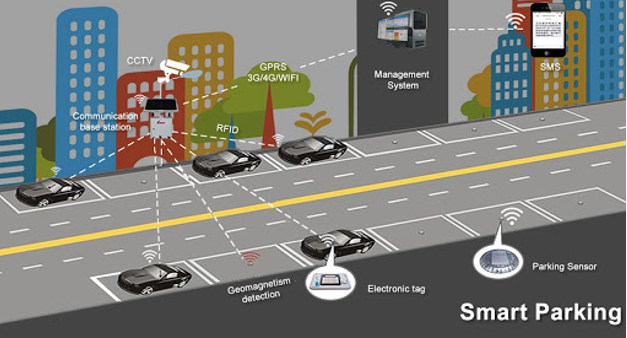 CCTV
GPRS
3G/4G/WIFI
Management
System
SMS
Communication
base station
RFID
Geomagnetism
detection
Electronic tag
Parking Sensor
Smart Parking